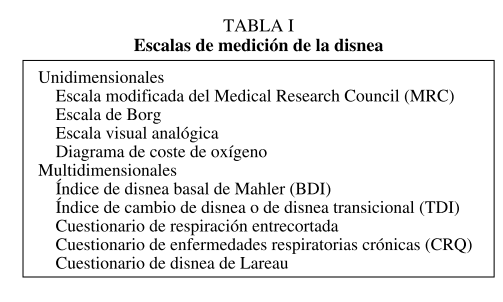 TABLA I
Escalas de medición de la disnea
Unidimensionales
Escala modificada del Medical Research Council (MRC)
Escala de Borg
Escala visual analógica
Diagrama de coste de oxígeno
Multidimensionales
Índice de disnea basal de Mahler (BDI)
Índice de cambio de disnea o de disnea transicional (TDI)
Cuestionario de respiración entrecortada
Cuestionario de enfermedades respiratorias crónicas (CRQ)
Cuestionario de disnea de Lareau